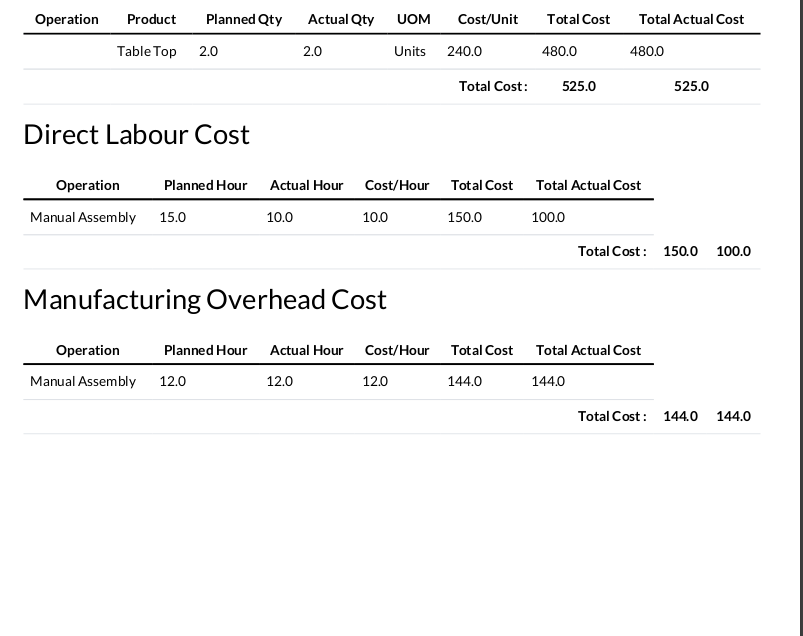 Operation Product Planned Qty Actual Qty UOM Cost/Unit Total Cost Total Actual Cost
Table Top 2.0 2.0 Units 240.0 480.0 480.0
Total Cost : 525.0 525.0
Direct Labour Cost
Operation Planned Hour Actual Hour Cost/Hour Total Cost Total Actual Cost
Manual Assembly 15.0 10.0 10.0 150.0 100.0
Total Cost : 150.0 100.0
Manufacturing Overhead Cost
Operation Planned Hour Actual Hour Cost/Hour Total Cost Total Actual Cost
Manual Assembly 12.0 12.0 12.0 144.0 144.0
Total Cost : 144.0 144.0